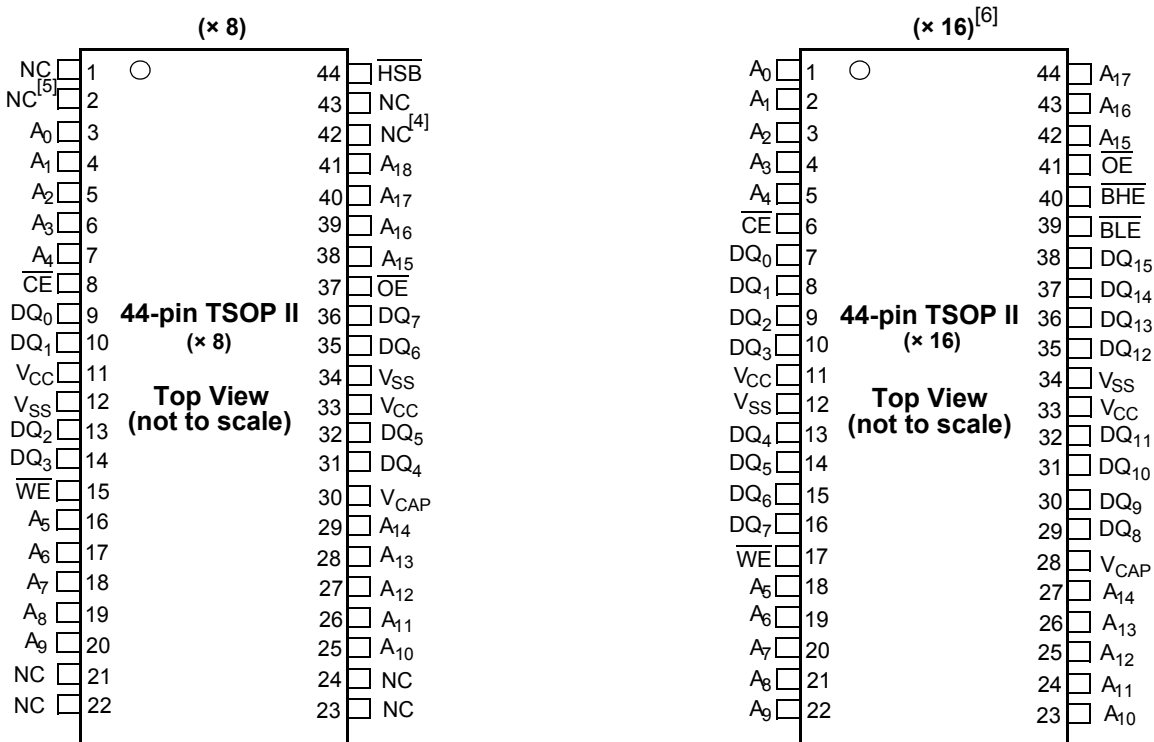 (× 8)
NC 1
NC[5] 2
A0 3
A1 4
A2 5
A3 6
A4 7
CE 8
DQ0 9
DQ1 10
VCC 11
VSS 12
DQ2 13
DQ3 14
WE 15
A5 16
A6 17
A7 18
A8 19
A9 20
NC 21
NC 22
44-pin TSOP II
(× 8)
Top View
(not to scale)
44 HSB
43 NC
42 NC[4]
41 A18
40 A17
39 A16
38 A15
37 OE
36 DQ7
35 DQ6
34 VSS
33 VCC
32 DQ5
31 DQ4
30 VCAP
29 A14
28 A13
27 A12
26 A11
25 A10
24 NC
23 NC
(× 16)[6]
A0 1
A1 2
A2 3
A3 4
A4 5
CE 6
DQ0 7
DQ1 8
DQ2 9
DQ3 10
VCC 11
VSS 12
DQ4 13
DQ5 14
DQ6 15
DQ7 16
WE 17
A5 18
A6 19
A7 20
A8 21
A9 22
44-pin TSOP II
(× 16)
Top View
(not to scale)
44 A17
43 A16
42 A15
41 OE
40 BHE
39 BLE
38 DQ15
37 DQ14
36 DQ13
35 DQ12
34 VSS
33 VCC
32 DQ11
31 DQ10
30 DQ9
29 DQ8
28 VCAP
27 A14
26 A13
25 A12
24 A11
23 A10